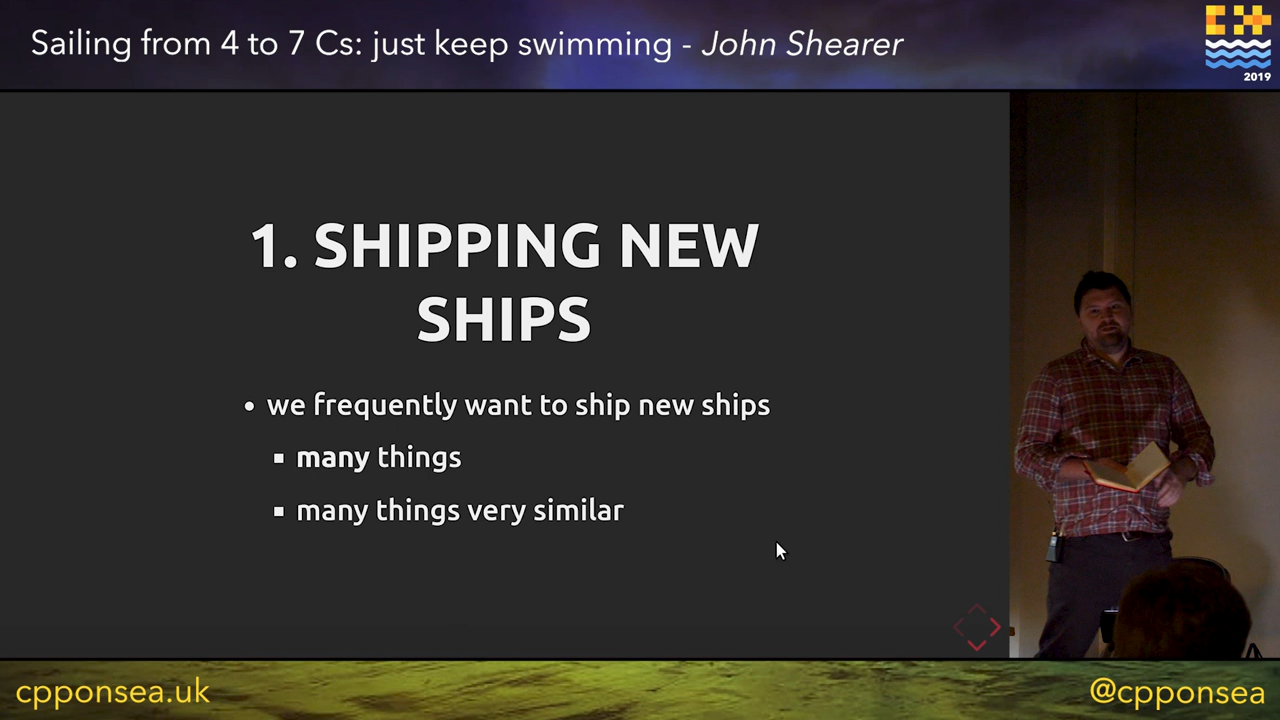 Sailing from 4 to 7 Cs: just keep swimming - John Shearer
2019
1. SHIPPING NEW
SHIPS
• we frequently want to ship new ships
▪ many things
▪ many things very similar
cpponsea.uk
@cpponsea